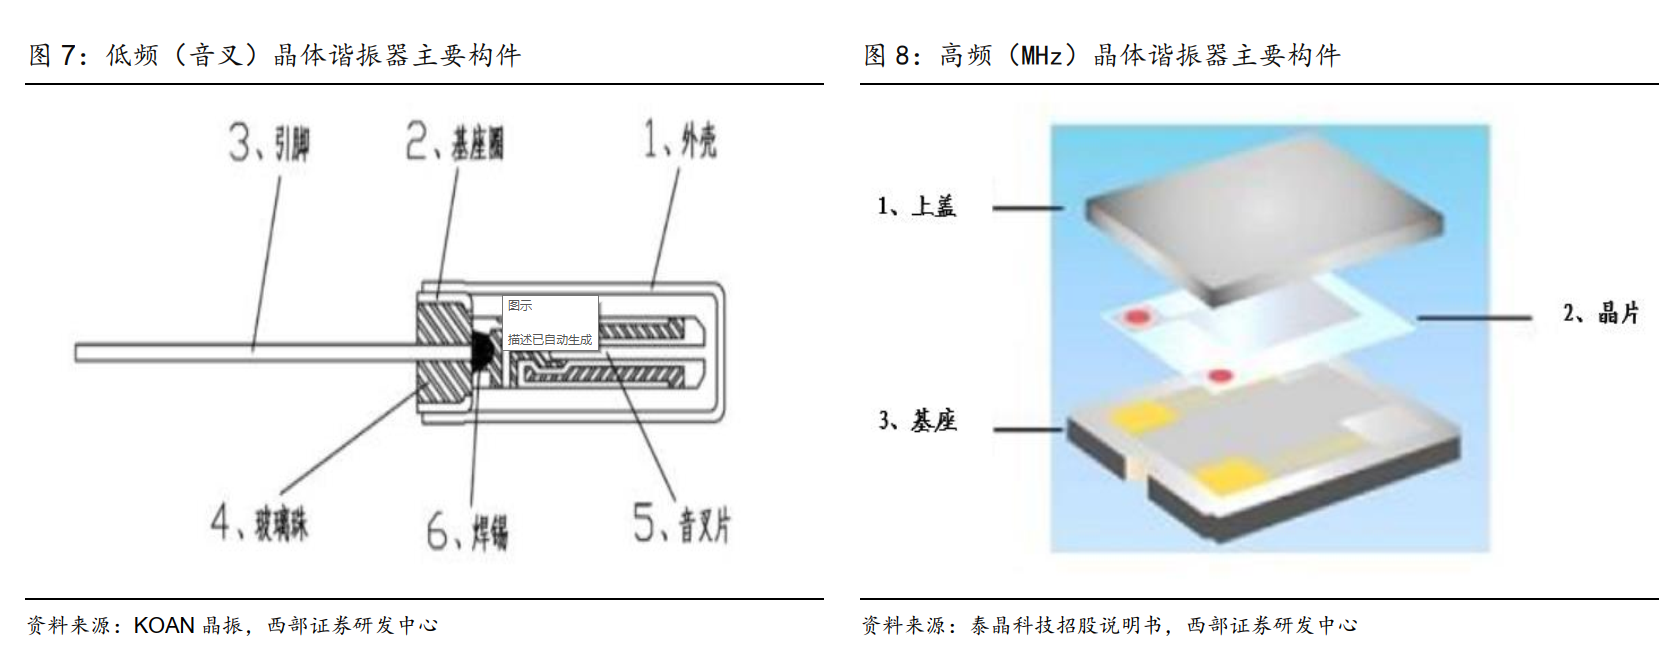 图 7：低频（音叉）晶体谐振器主要构件
3、引脚
2、基座圈
1、外壳
图示
描述已自动生成
4、玻璃珠
6、焊锡
5、音叉片
资料来源：KOAN 晶振，西部证券研发中心
图 8：高频（MHz）晶体谐振器主要构件
1、上盖
2、晶片
3、基座
资料来源：泰晶科技招股说明书，西部证券研发中心